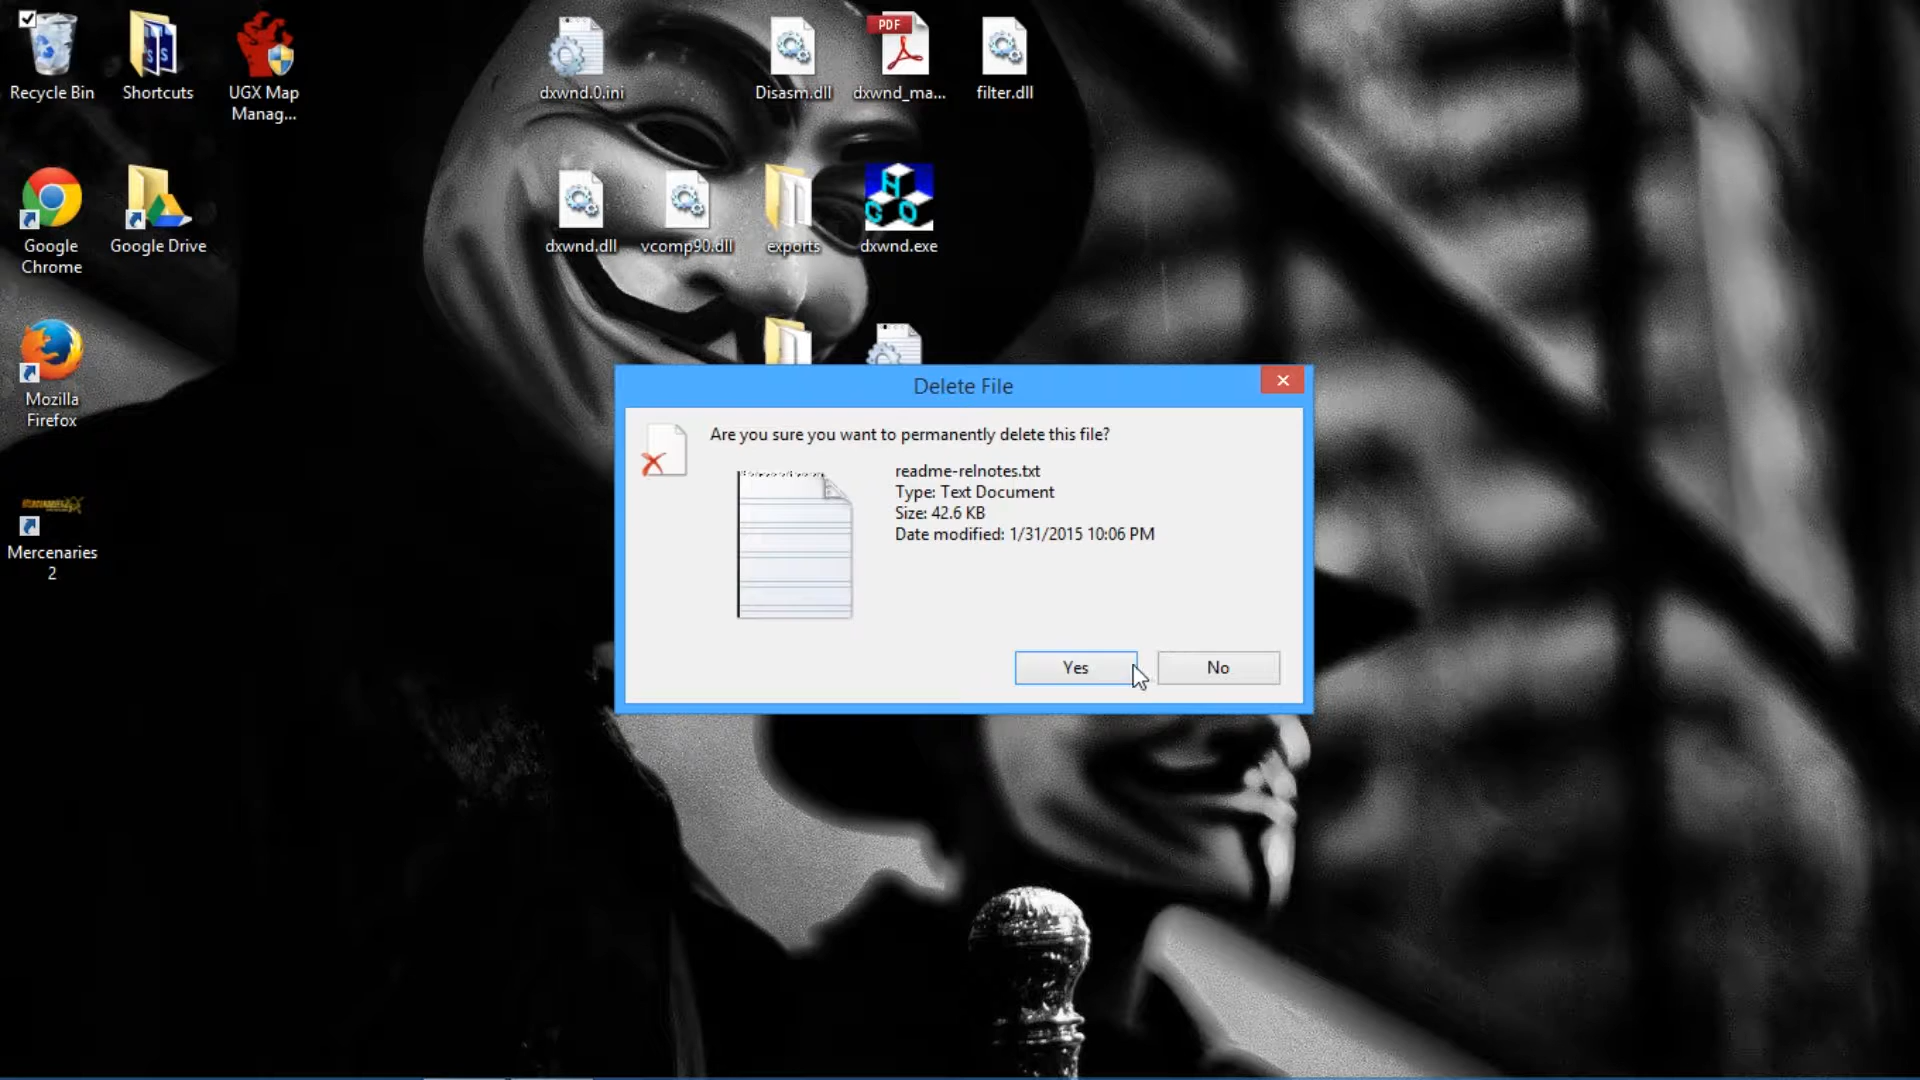 Recycle Bin
Shortcuts
UGX Map
Manag...
dxwnd.0.ini
Disasm.dll
PDF
dxwnd_ma...
filter.dll
Google
Chrome
Google Drive
dxwnd.dll
vcomp90.dll
exports
H
G O
dxwnd.exe
Mozilla
Firefox
Mercenaries
2
Delete File
Are you sure you want to permanently delete this file?
readme-relnotes.txt
Type: Text Document
Size: 42.6 KB
Date modified: 1/31/2015 10:06 PM
Yes
No